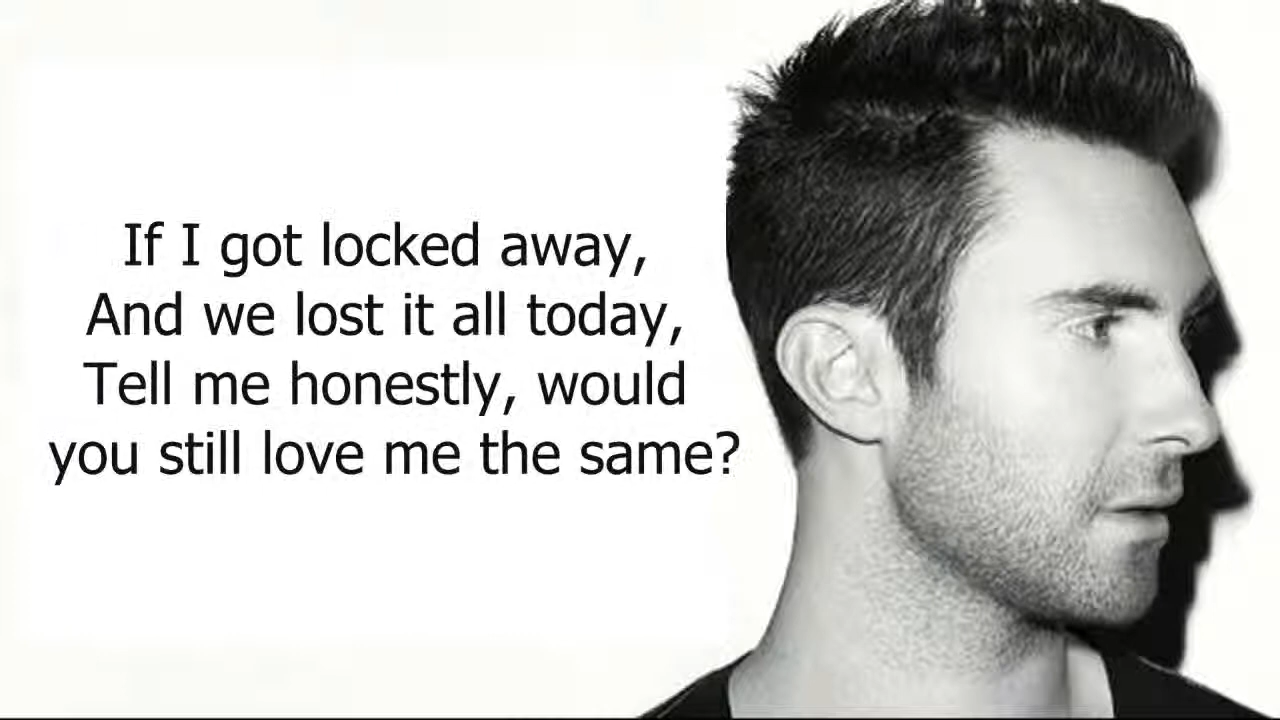 If I got locked away,
And we lost it all today,
Tell me honestly, would
you still love me the same?